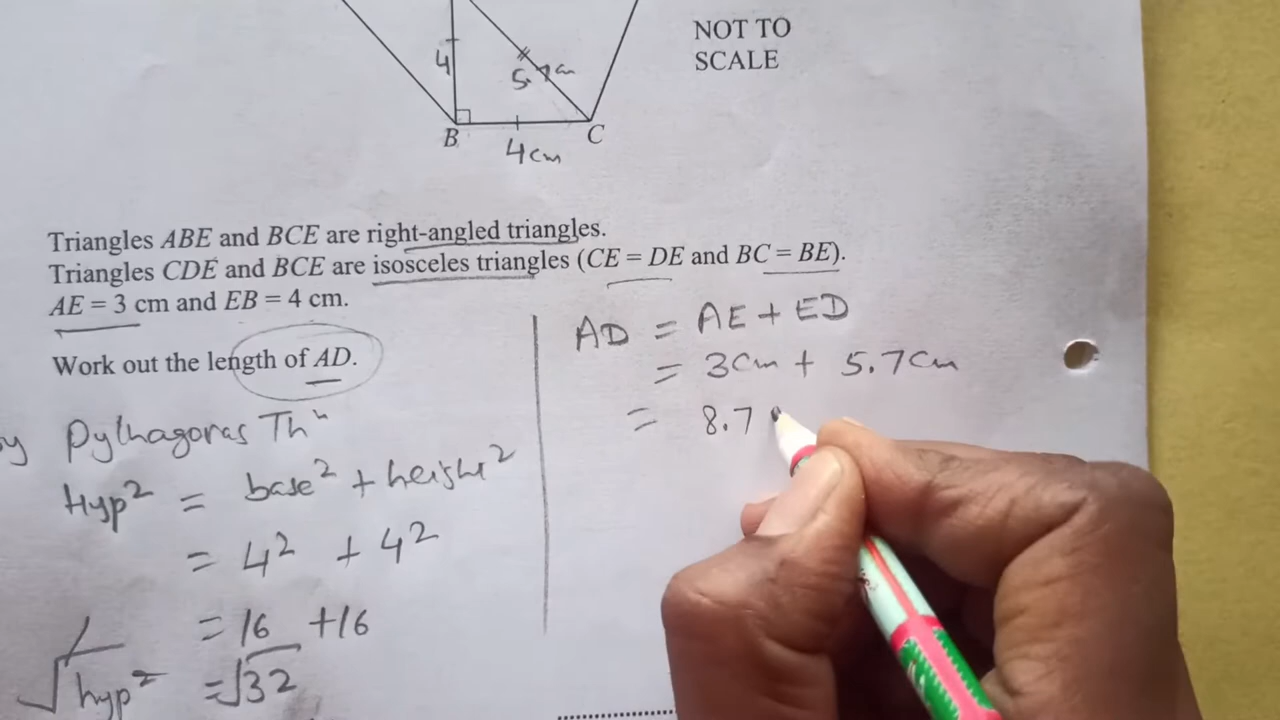 NOT TO
SCALE
4
5.7cm
B
C
4cm
Triangles ABE and BCE are right-angled triangles.
Triangles CDE and BCE are isosceles triangles (CE = DE and BC = BE).
AE = 3 cm and EB = 4 cm.
Work out the length of AD.
Pylhagoras Thⁿ
Hyp² = base² + height²
= 4² + 4²
= 16 + 16
√hyp² = √32
AD = AE + ED
= 3cm + 5.7cm
= 8.7